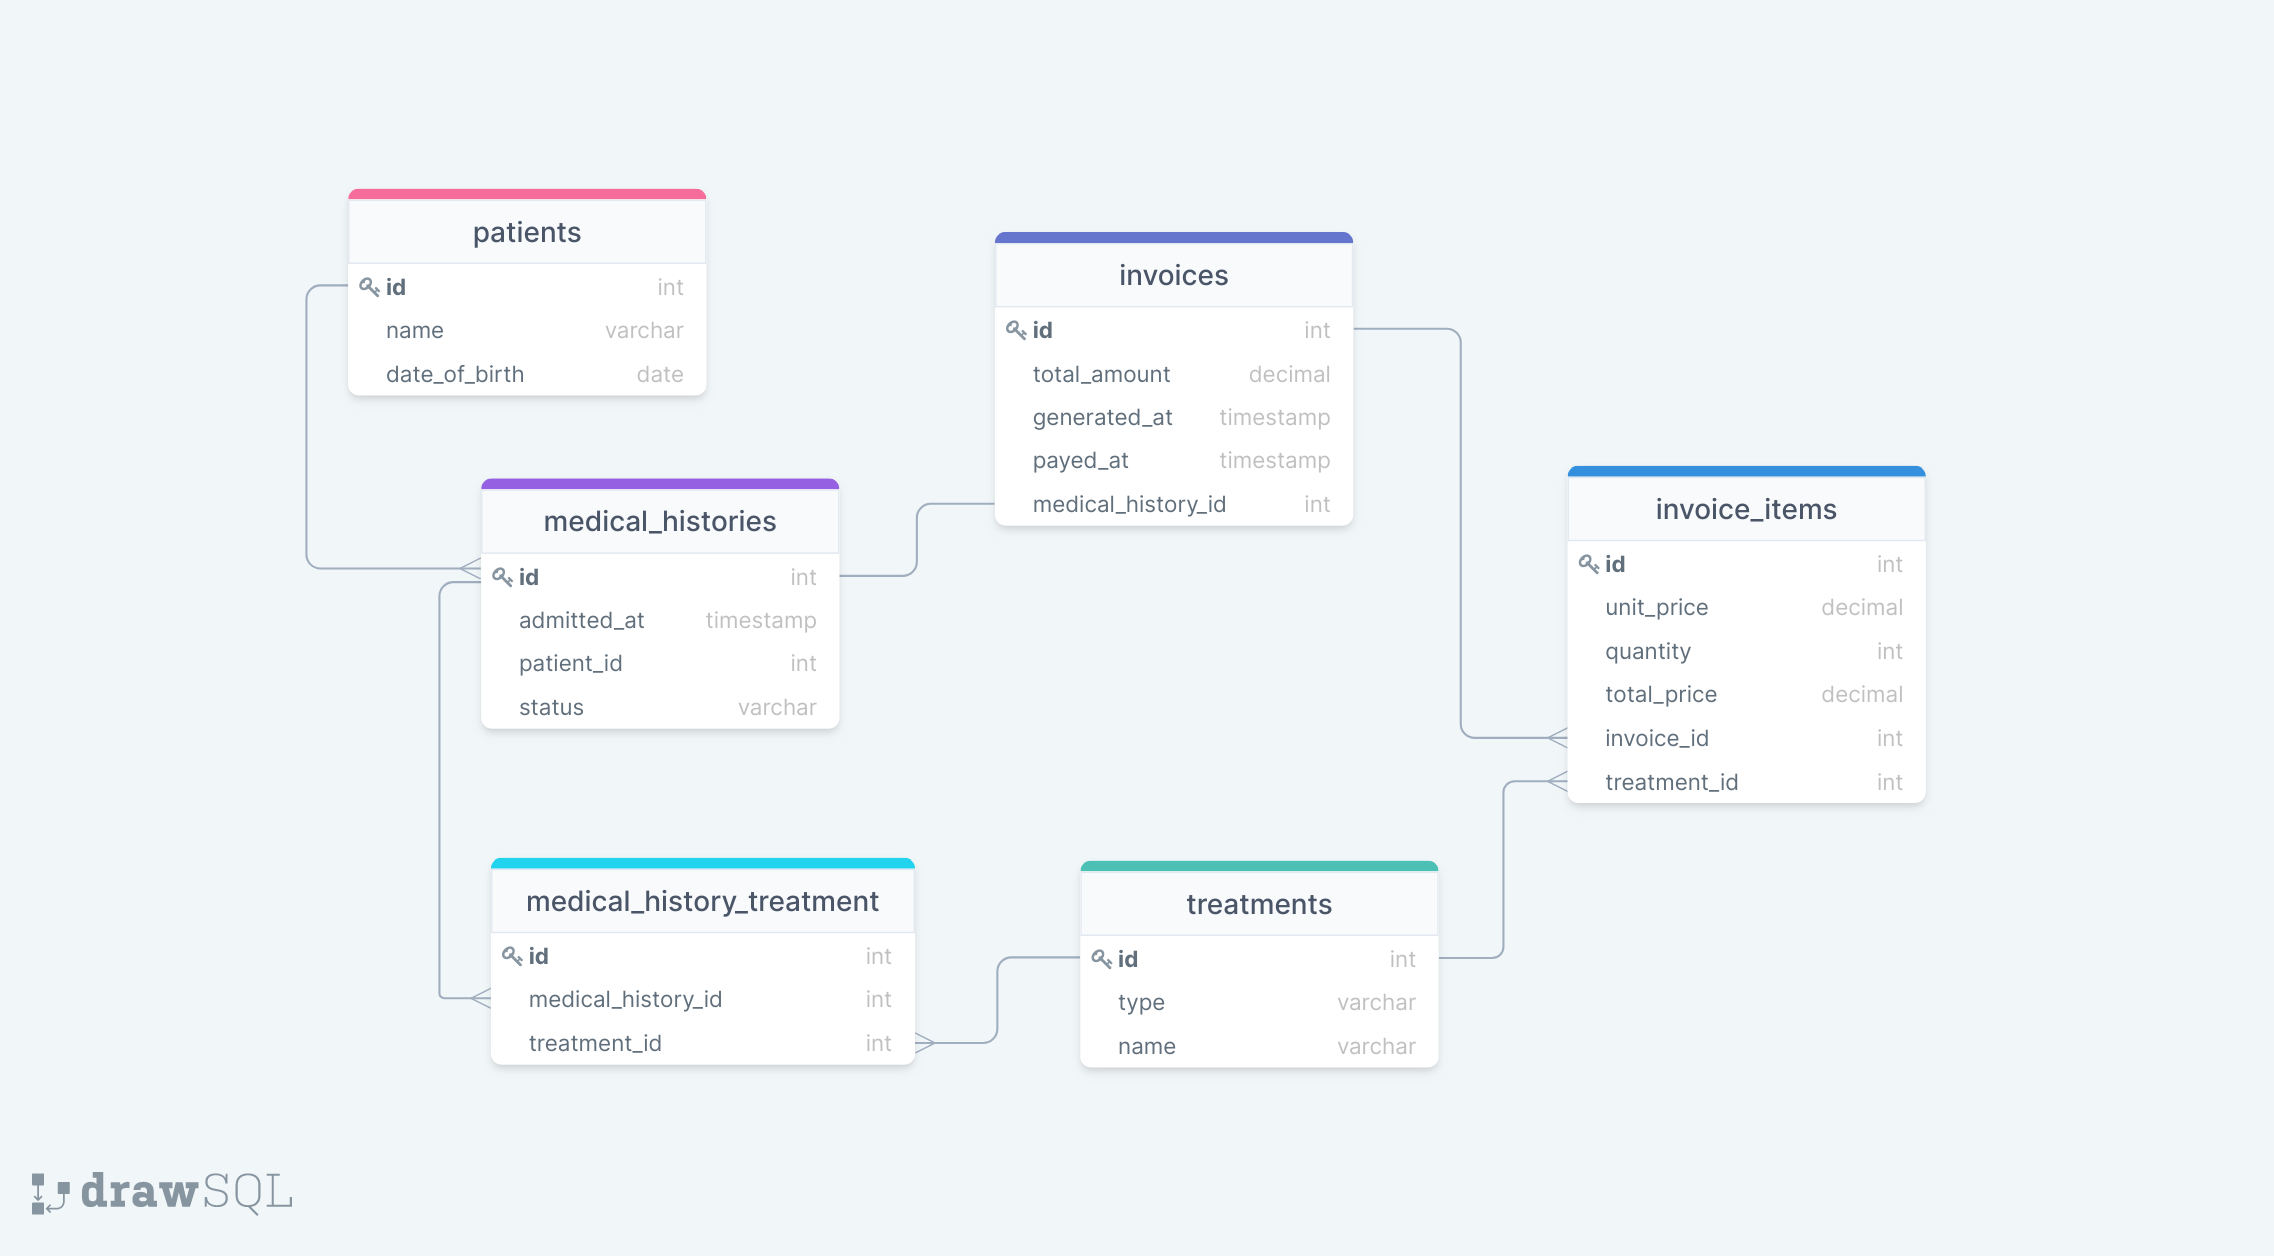 patients
id int
name varchar
date_of_birth date
invoices
id int
total_amount decimal
generated_at timestamp
payed_at timestamp
medical_history_id int
medical_histories
id int
admitted_at timestamp
patient_id int
status varchar
invoice_items
id int
unit_price decimal
quantity int
total_price decimal
invoice_id int
treatment_id int
medical_history_treatment
id int
medical_history_id int
treatment_id int
treatments
id int
type varchar
name varchar
drawSQL